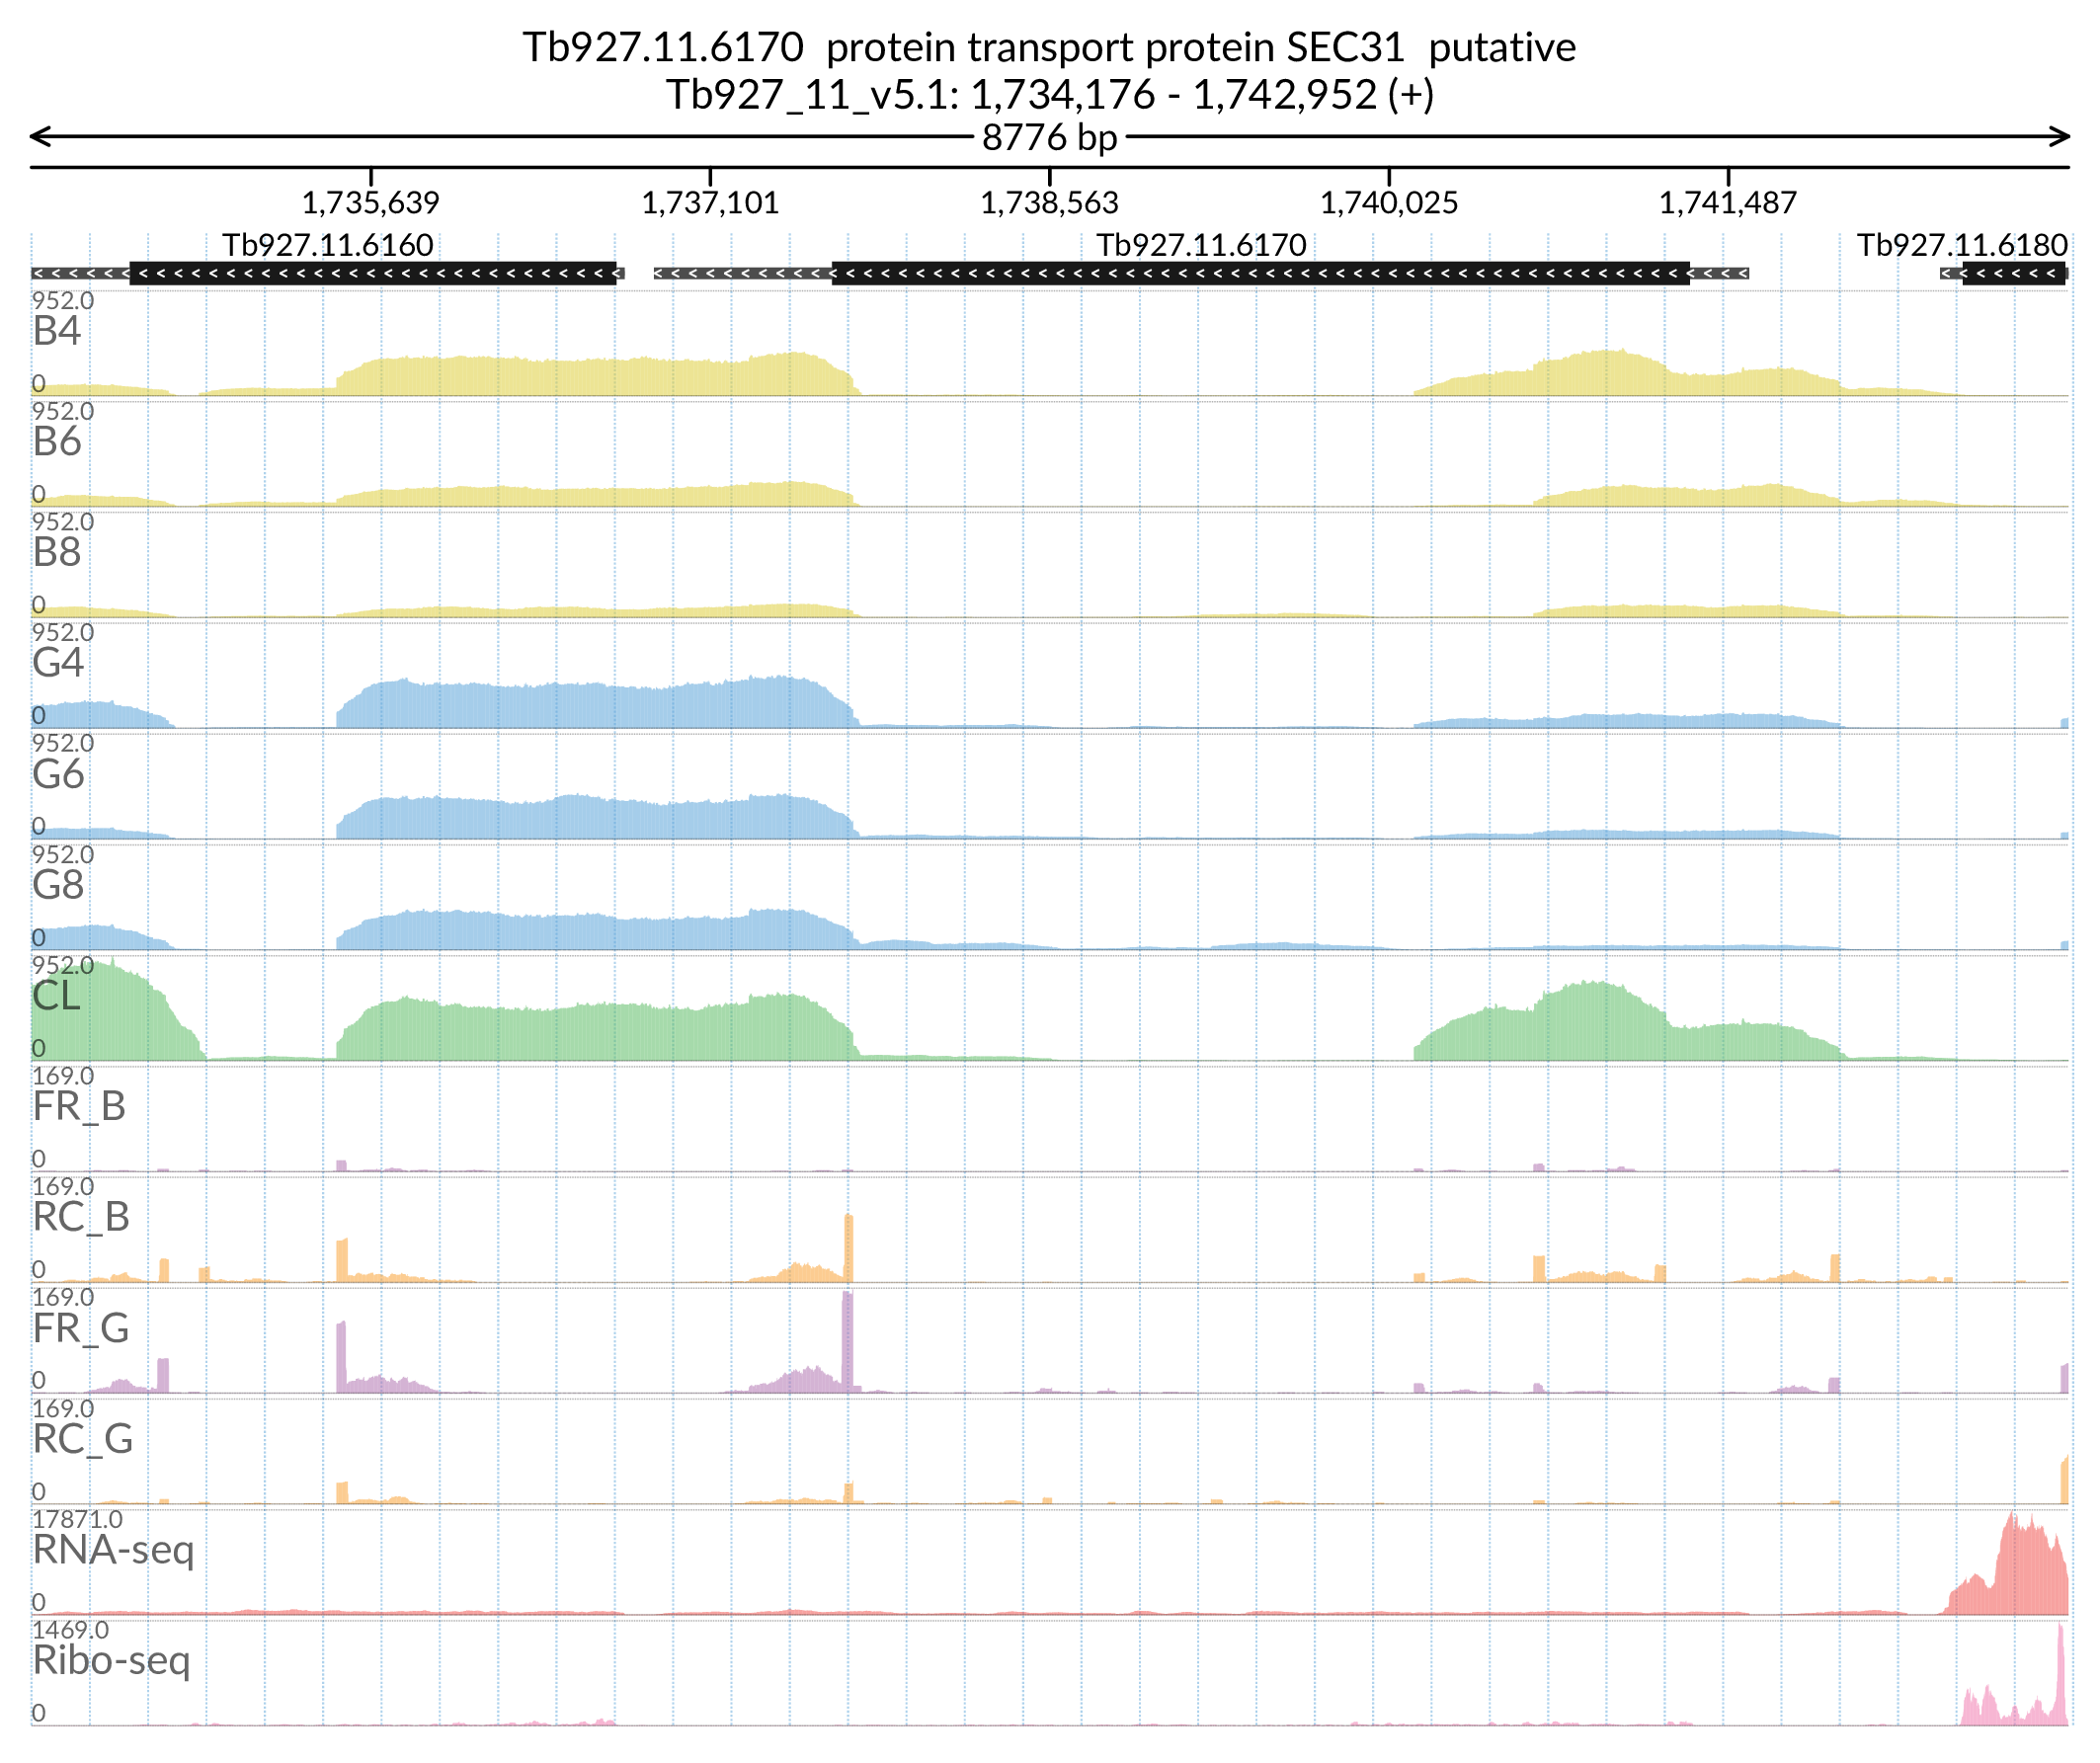 Tb927.11.6170 protein transport protein SEC31 putative
Tb927_11_v5.1: 1,734,176 - 1,742,952 (+)
8776 bp
1,735,639 1,737,101 1,738,563 1,740,025 1,741,487
Tb927.11.6160 Tb927.11.6170 Tb927.11.6180
952.0
B4
0
952.0
B6
0
952.0
B8
0
952.0
G4
0
952.0
G6
0
952.0
G8
0
952.0
CL
0
169.0
FR_B
0
169.0
RC_B
0
169.0
FR_G
0
169.0
RC_G
0
17871.0
RNA-seq
0
1469.0
Ribo-seq
0